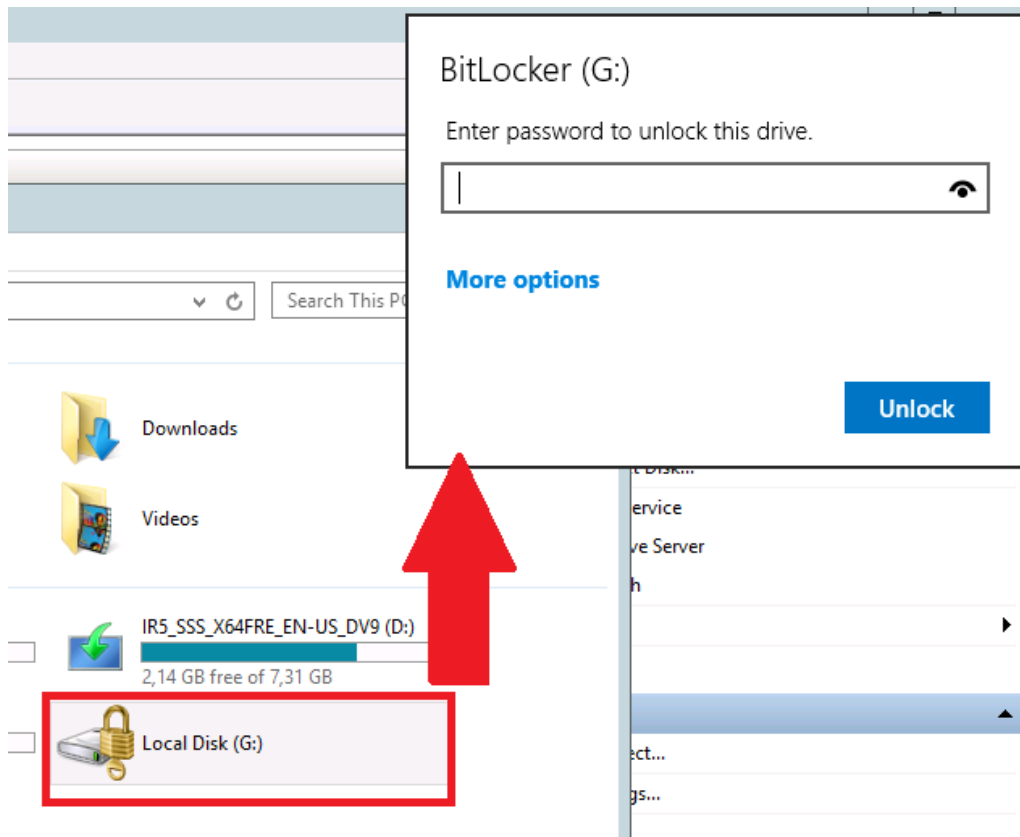 BitLocker (G:)
Enter password to unlock this drive.
More options
Unlock
Search This P
Downloads
Videos
IR5_SSS_X64FRE_EN-US_DV9 (D:)
2,14 GB free of 7,31 GB
Local Disk (G:)
t Disk...
ervice
ve Server
h
ect...
gs...